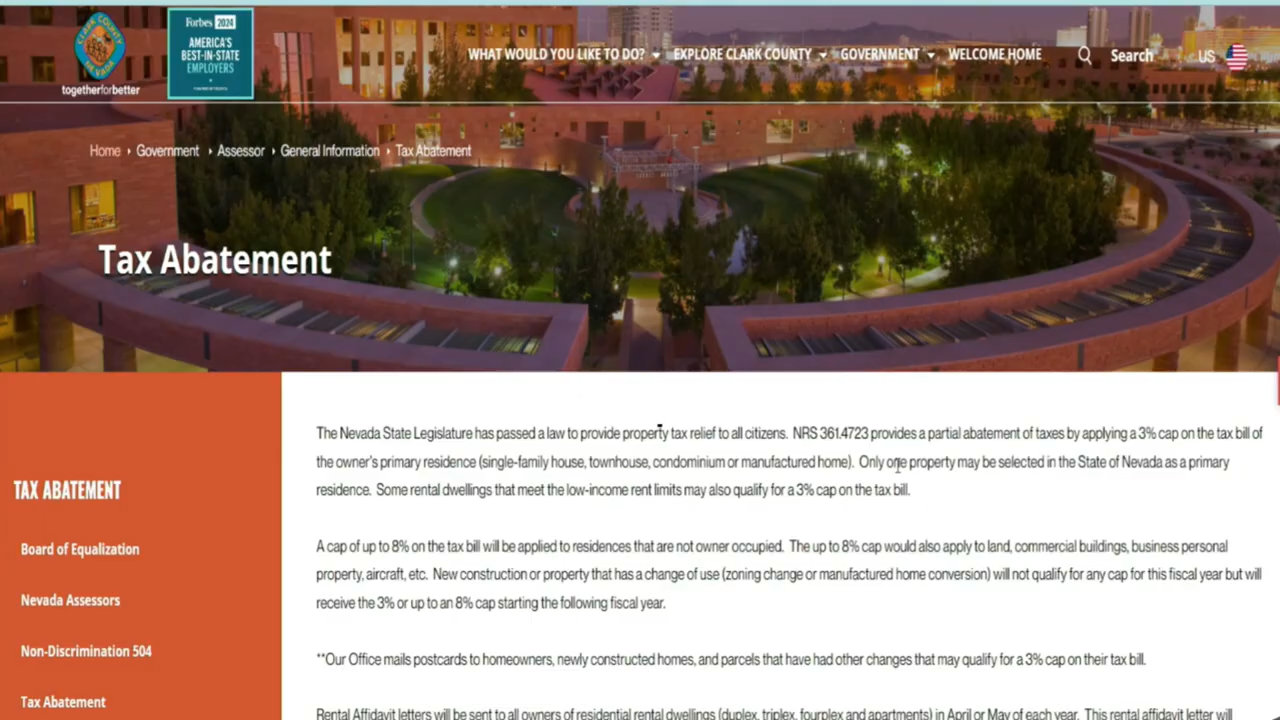 CLARK COUNTY
NEVADA
togetherforbetter
Forbes 2024
AMERICA'S
BEST-IN-STATE
EMPLOYERS
WHAT WOULD YOU LIKE TO DO? EXPLORE CLARK COUNTY GOVERNMENT WELCOME HOME Search US
Home Government Assessor General Information Tax Abatement
Tax Abatement
TAX ABATEMENT
Board of Equalization
Nevada Assessors
Non-Discrimination 504
Tax Abatement
The Nevada State Legislature has passed a law to provide property tax relief to all citizens. NRS 361.4723 provides a partial abatement of taxes by applying a 3% cap on the tax bill of
the owner's primary residence (single-family house, townhouse, condominium or manufactured home). Only one property may be selected in the State of Nevada as a primary
residence. Some rental dwellings that meet the low-income rent limits may also qualify for a 3% cap on the tax bill.
A cap of up to 8% on the tax bill will be applied to residences that are not owner occupied. The up to 8% cap would also apply to land, commercial buildings, business personal
property, aircraft, etc. New construction or property that has a change of use (zoning change or manufactured home conversion) will not qualify for any cap for this fiscal year but will
receive the 3% or up to an 8% cap starting the following fiscal year.
**Our Office mails postcards to homeowners, newly constructed homes, and parcels that have had other changes that may qualify for a 3% cap on their tax bill.
Rental Affidavit letters will be sent to all owners of residential rental dwellings (duplex, triplex, fourplex and apartments) in April or May of each year. This rental affidavit letter will